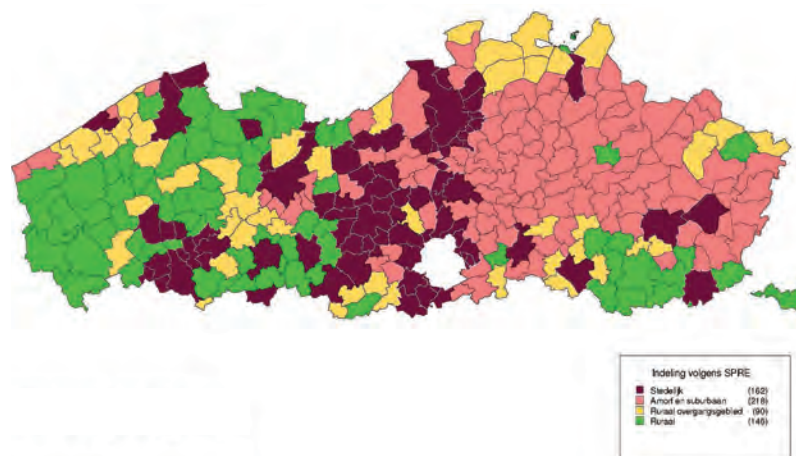 Indeling volgens SPRE
Stedelijk (162)
Amorf en suburbaan (218)
Ruraal overgangsgebied (90)
Ruraal (146)